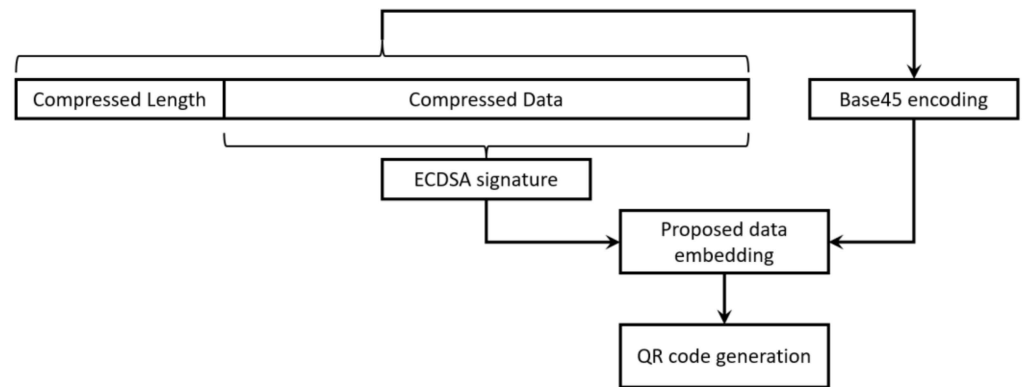 Compressed Length
Compressed Data
Base45 encoding
ECDSA signature
Proposed data
embedding
QR code generation